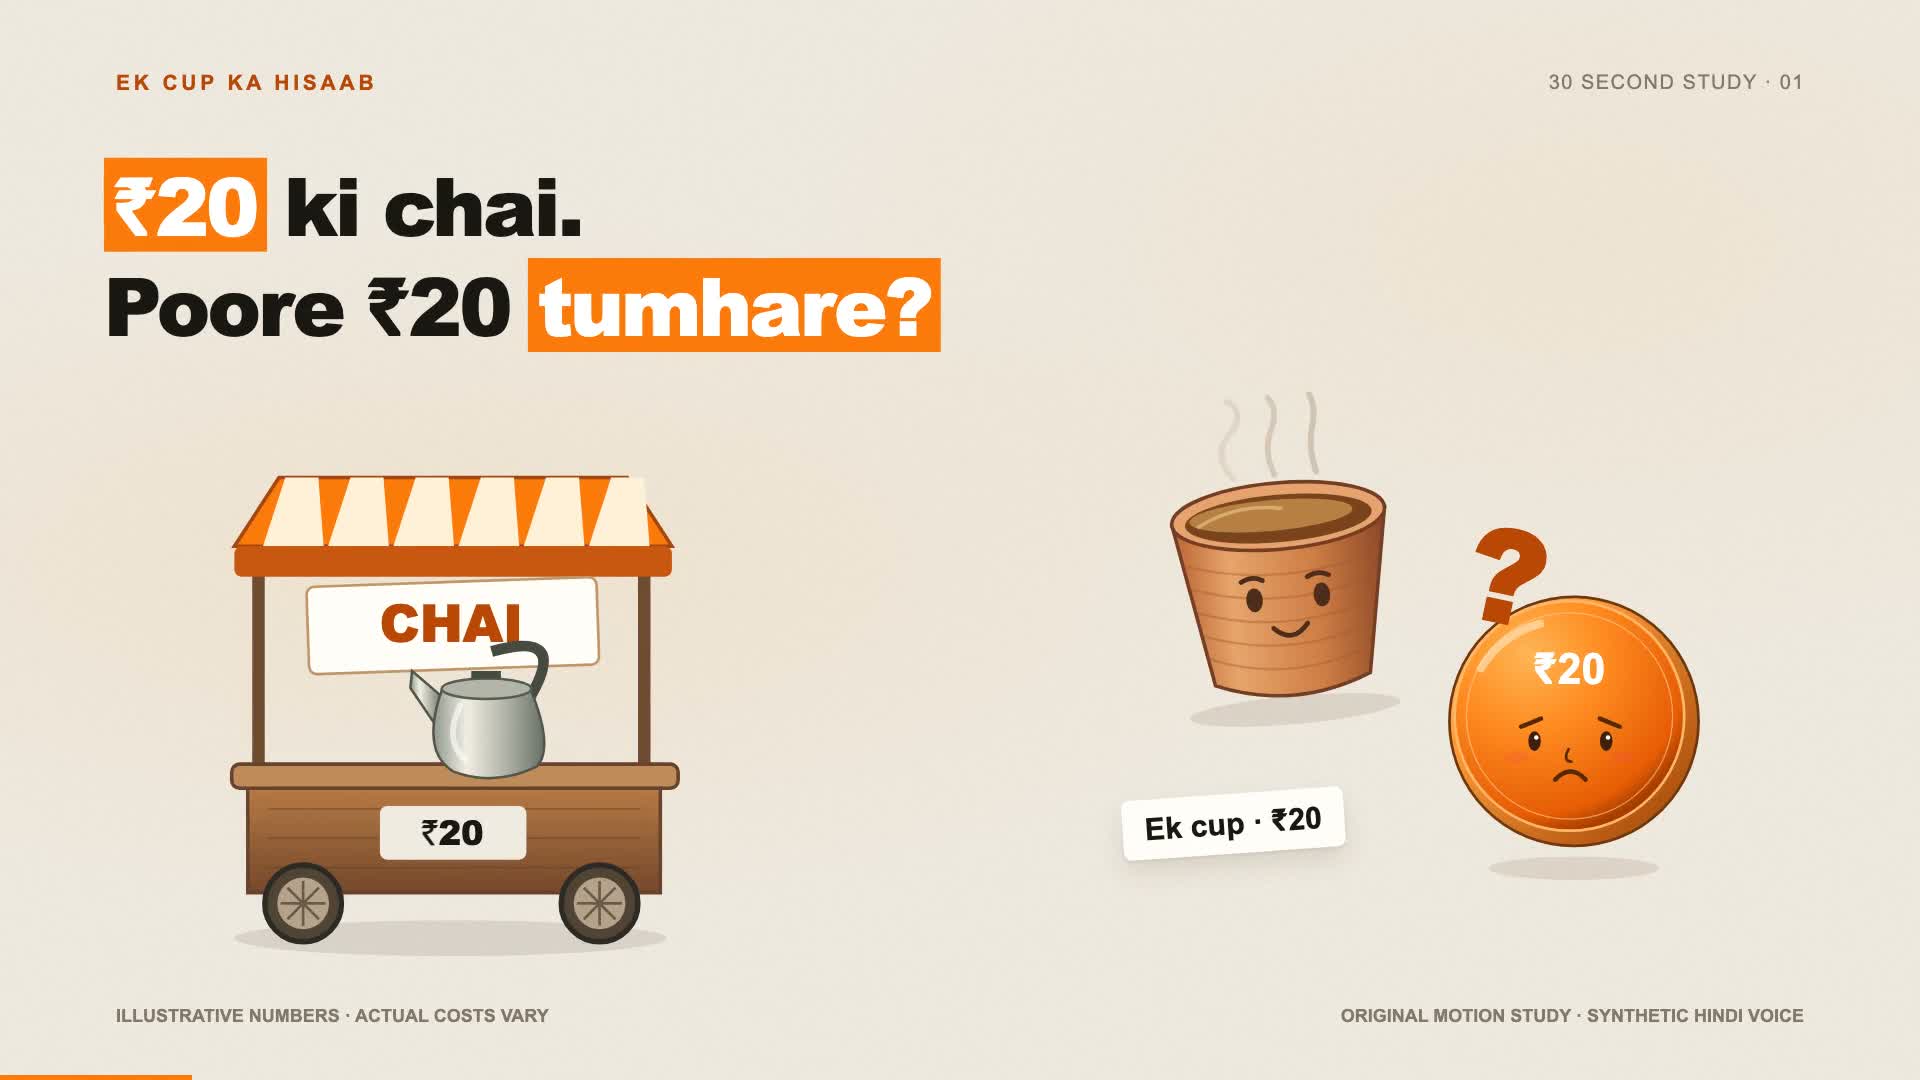 EK CUP KA HISAAB
30 SECOND STUDY · 01
₹20 ki chai.
Poore ₹20 tumhare?
CHAI
₹20
?
₹20
Ek cup · ₹20
ILLUSTRATIVE NUMBERS · ACTUAL COSTS VARY
ORIGINAL MOTION STUDY · SYNTHETIC HINDI VOICE